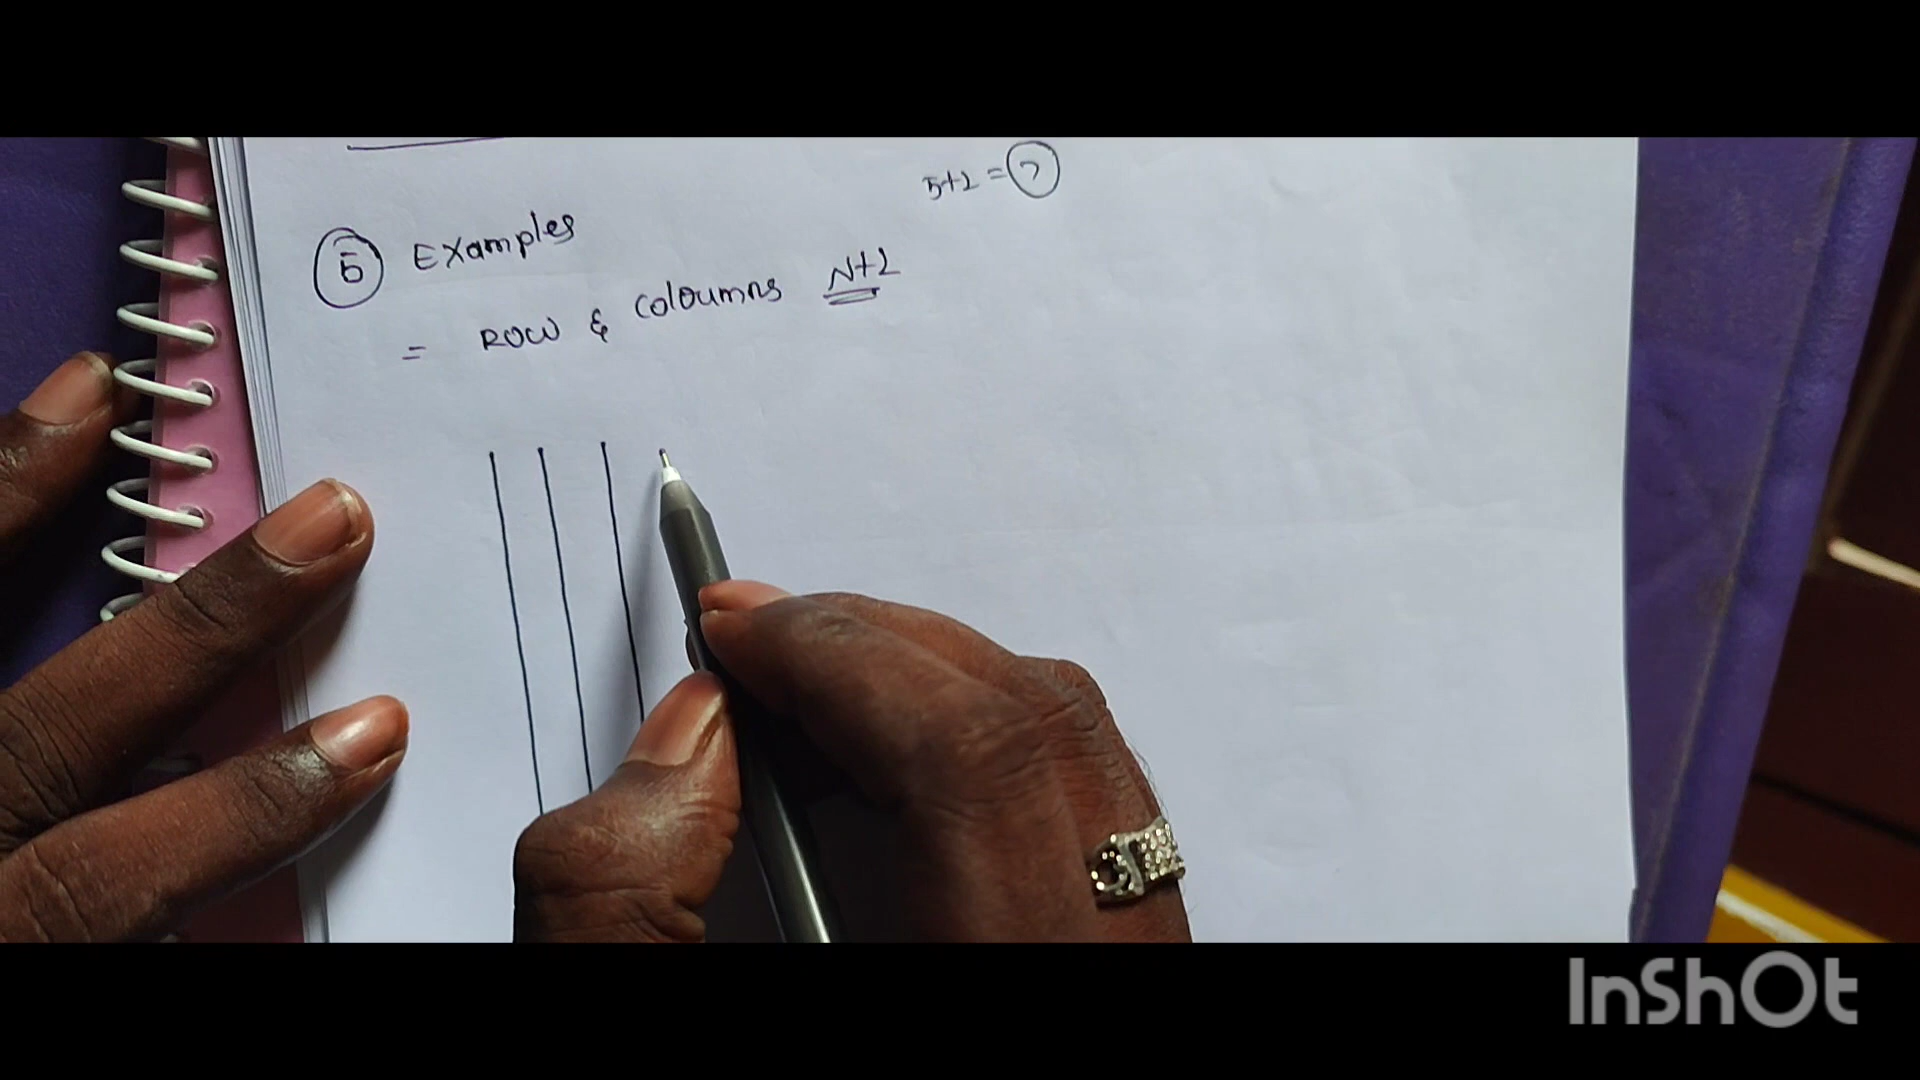 5+2 = 7
5 Examples
= ROW & Coloumns N+2
InShOt